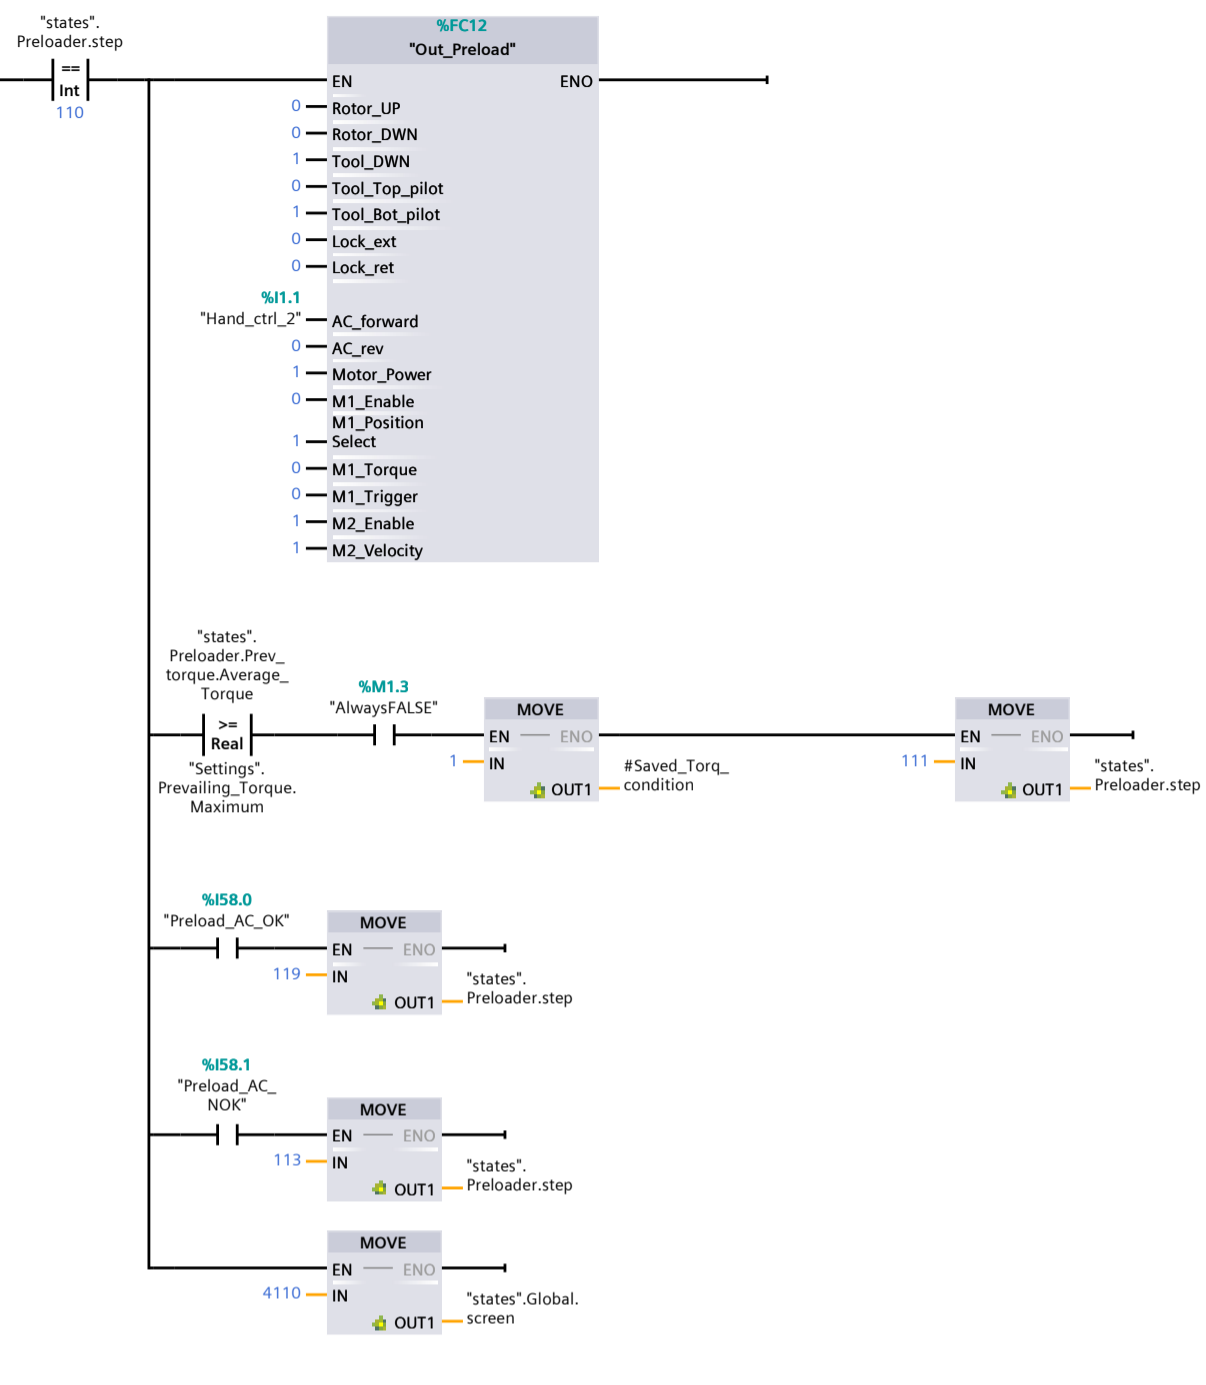 "states".
Preloader.step
==
Int
110
%FC12
"Out_Preload"
EN ENO
0 Rotor_UP
0 Rotor_DWN
1 Tool_DWN
0 Tool_Top_pilot
1 Tool_Bot_pilot
0 Lock_ext
0 Lock_ret
%I1.1
"Hand_ctrl_2" AC_forward
0 AC_rev
1 Motor_Power
0 M1_Enable
M1_Position
1 Select
0 M1_Torque
0 M1_Trigger
1 M2_Enable
1 M2_Velocity
"states".
Preloader.Prev_
torque.Average_
Torque
>=
Real
"Settings".
Prevailing_Torque.
Maximum
%M1.3
"AlwaysFALSE"
MOVE
EN ENO
1 IN
OUT1
#Saved_Torq_
condition
MOVE
EN ENO
111 IN
OUT1
"states".
Preloader.step
%I58.0
"Preload_AC_OK"
MOVE
EN ENO
119 IN
OUT1
"states".
Preloader.step
%I58.1
"Preload_AC_
NOK"
MOVE
EN ENO
113 IN
OUT1
"states".
Preloader.step
MOVE
EN ENO
4110 IN
OUT1
"states".Global.
screen